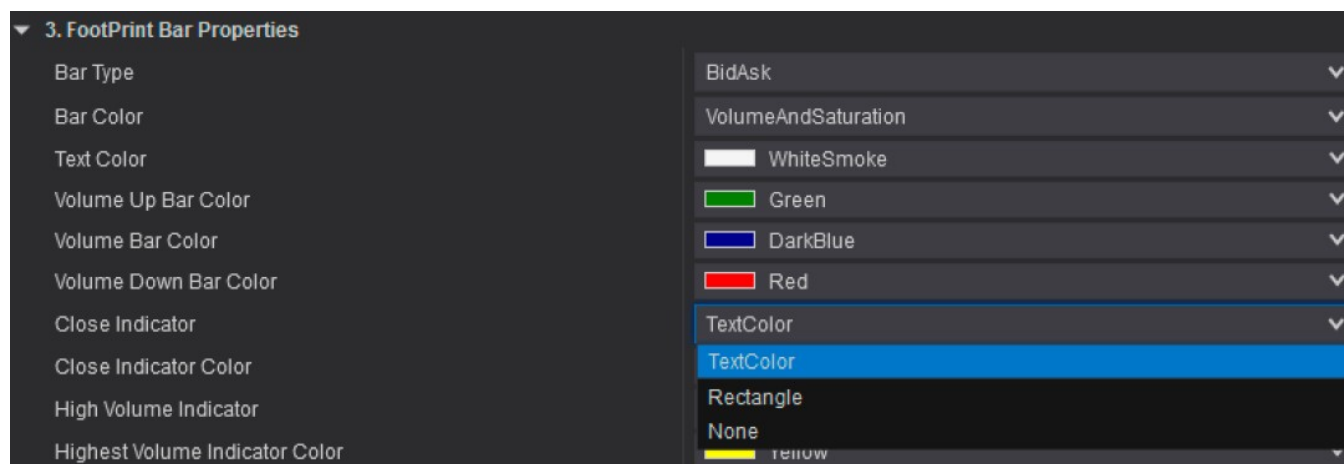 3. FootPrint Bar Properties
Bar Type BidAsk
Bar Color VolumeAndSaturation
Text Color WhiteSmoke
Volume Up Bar Color Green
Volume Bar Color DarkBlue
Volume Down Bar Color Red
Close Indicator TextColor
Close Indicator Color TextColor
High Volume Indicator Rectangle
None
Highest Volume Indicator Color Yellow